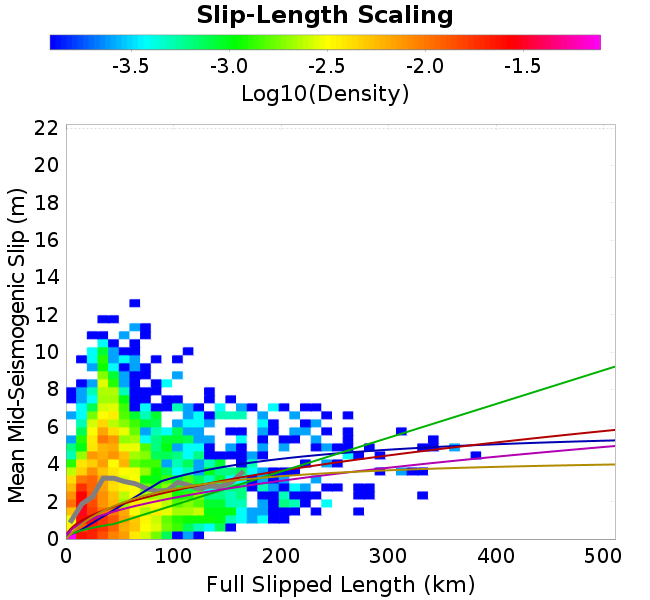 Slip-Length Scaling
-3.5 -3.0 -2.5 -2.0 -1.5
Log10(Density)
22
20
18
16
14
12
10
8
6
4
2
0
Mean Mid-Seismogenic Slip (m)
0 100 200 300 400 500
Full Slipped Length (km)